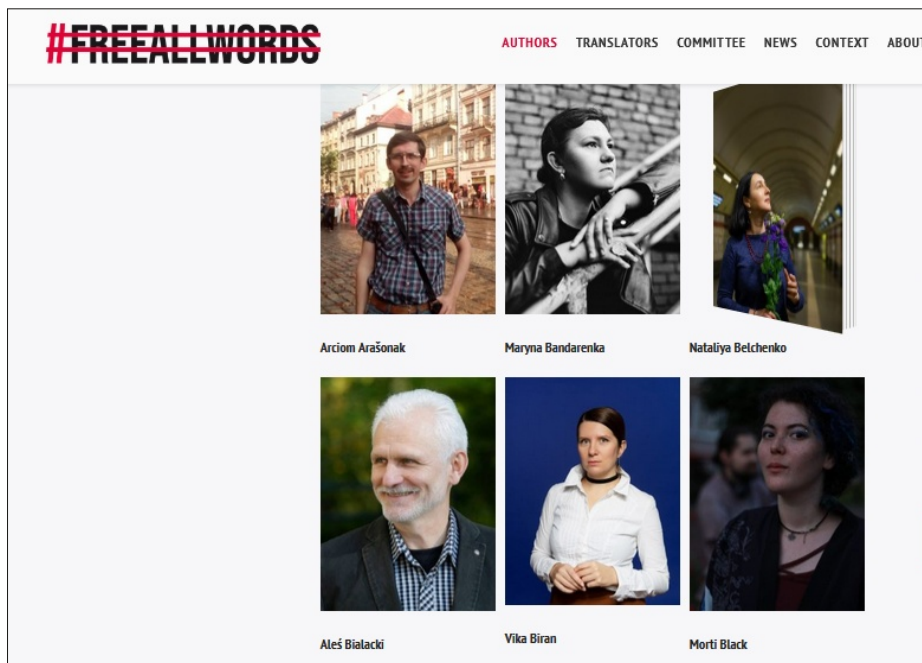 #FREEALLWORDS
AUTHORS TRANSLATORS COMMITTEE NEWS CONTEXT ABOUT
Arciom Arašonak Maryna Bandarenka Nataliya Belchenko
Aleś Bialacki Vika Biran Morti Black